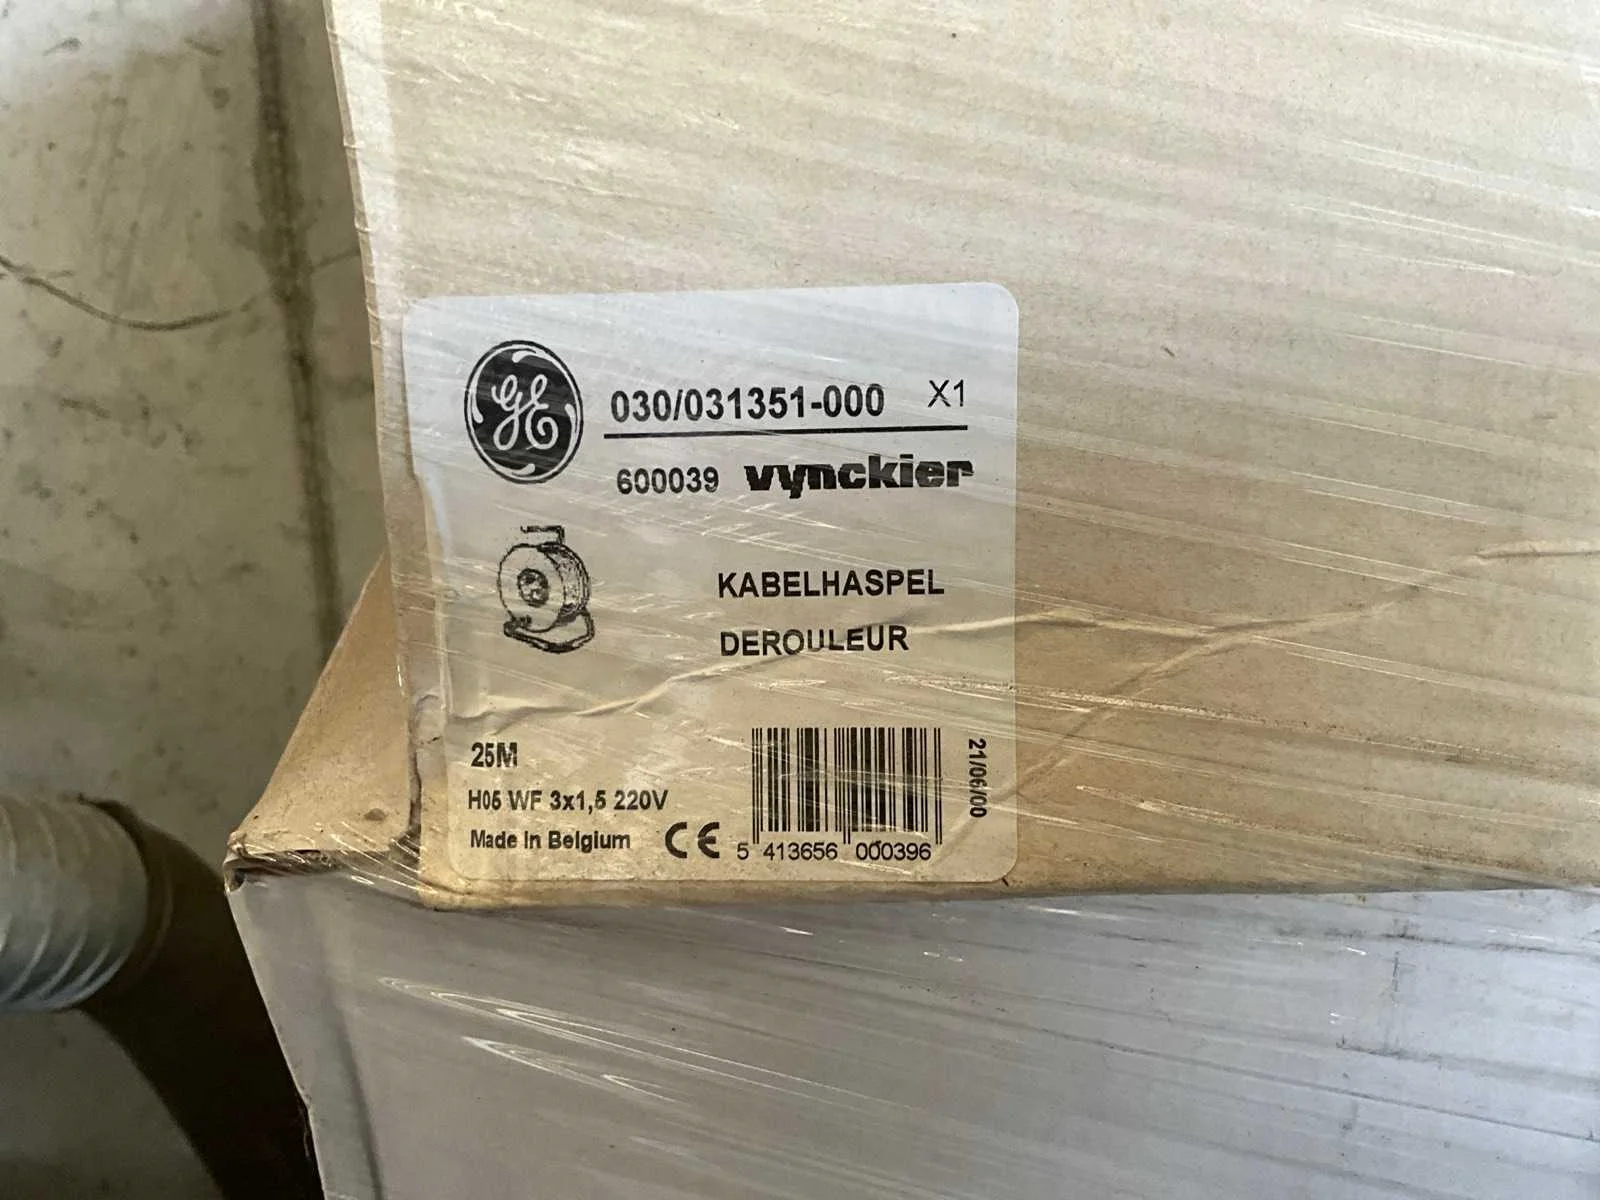 GE
030/031351-000 X1
600039 vynckier
KABELHASPEL
DEROULEUR
25M
H05 WF 3x1,5 220V
Made in Belgium CE
5 413656 000396
21/06/00